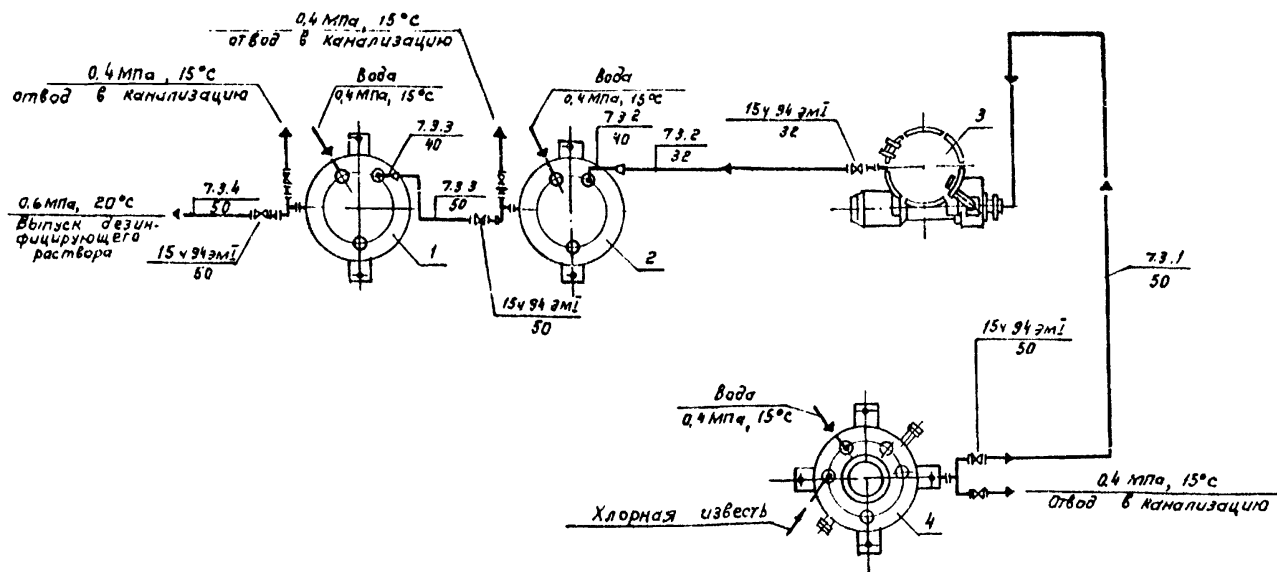 0,4 МПа, 15°С
отвод в канализацию
0,4 МПа, 15°С
отвод в канализацию
Вода
0,4 МПа, 15°С
7.3.3
40
Вода
0,4 МПа, 15°С
7.3.2
40
7.3.2
32
15ч 94 эмI
32
3
0.6 МПа, 20°С
Выпуск дезин-
фицирующего
раствора
7.3.4
50
15ч 94эмI
50
7.3.3
50
1
2
15ч 94 эмI
50
7.3.1
50
15ч 94 эмI
50
Вода
0,4 МПа, 15°С
Хлорная известь
4
0.4 МПа, 15°С
Отвод в канализацию